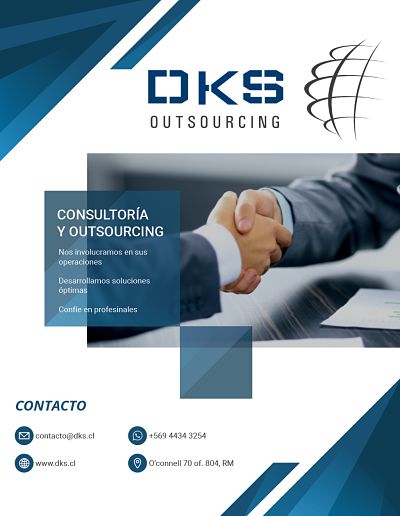 DKS
OUTSOURCING
CONSULTORÍA
Y OUTSOURCING
Nos involucramos en sus
operaciones
Desarrollamos soluciones
óptimas
Confíe en profesinales
CONTACTO
contacto@dks.cl
+569 4434 3254
www.dks.cl
O'connell 70 of. 804, RM